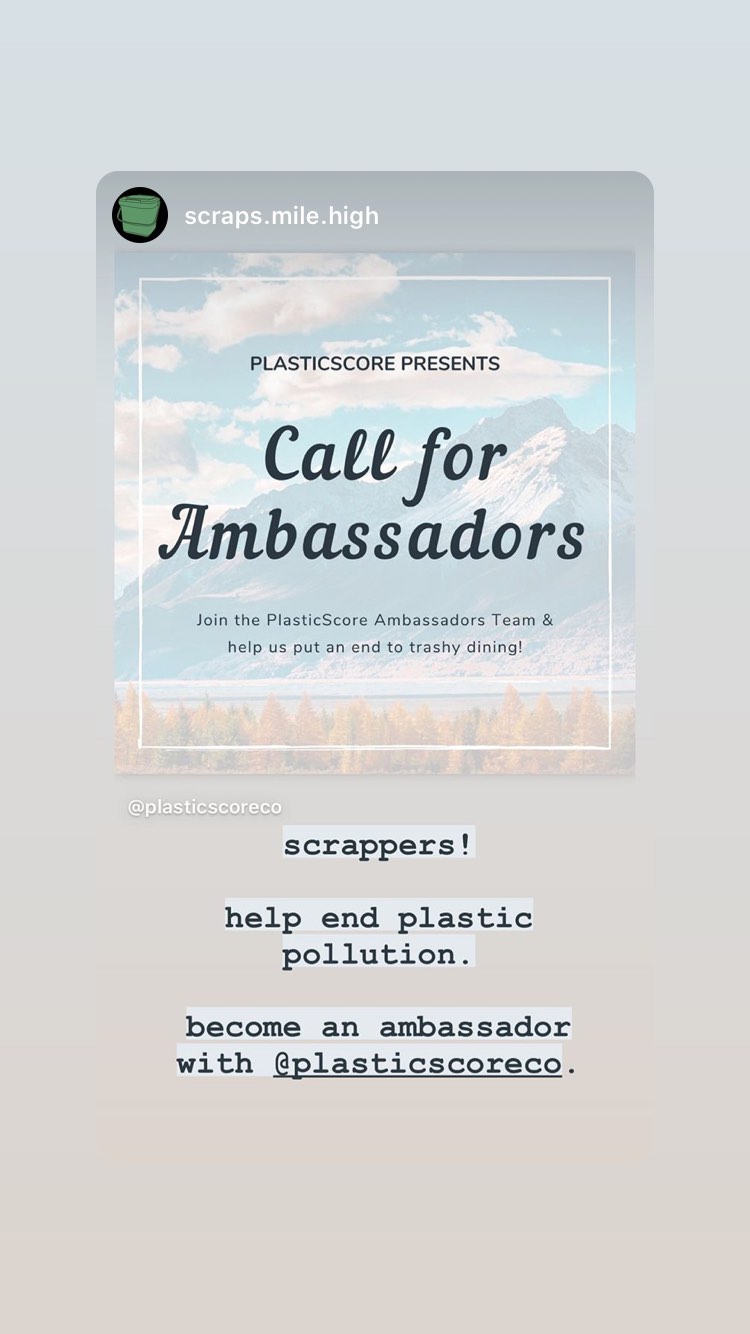 scraps.mile.high
PLASTICSCORE PRESENTS
Call for
Ambassadors
Join the PlasticScore Ambassadors Team &
help us put an end to trashy dining!
@plasticscoreco
scrappers!
help end plastic
pollution.
become an ambassador
with @plasticscoreco.